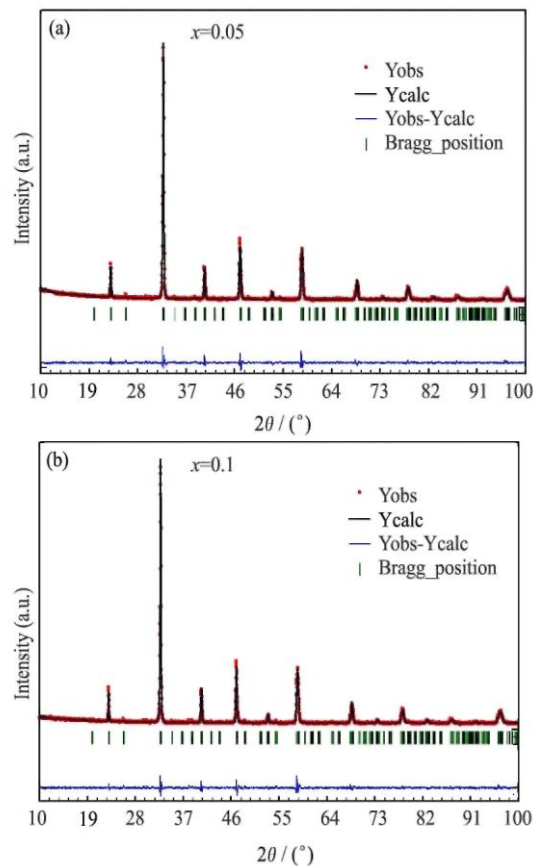 (a)
x=0.05
Yobs
Ycalc
Yobs-Ycalc
Bragg_position
Intensity (a.u.)
10 19 28 37 46 55 64 73 82 91 100
2θ / (°)
(b)
x=0.1
Yobs
Ycalc
Yobs-Ycalc
Bragg_position
Intensity (a.u.)
10 19 28 37 46 55 64 73 82 91 100
2θ / (°)